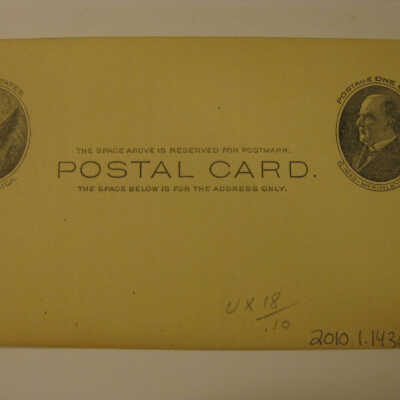 POSTAGE ONE
THE SPACE ABOVE IS RESERVED FOR POSTMARK.
POSTAL CARD.
THE SPACE BELOW IS FOR THE ADDRESS ONLY.
UX 18
.10
2010.1.143